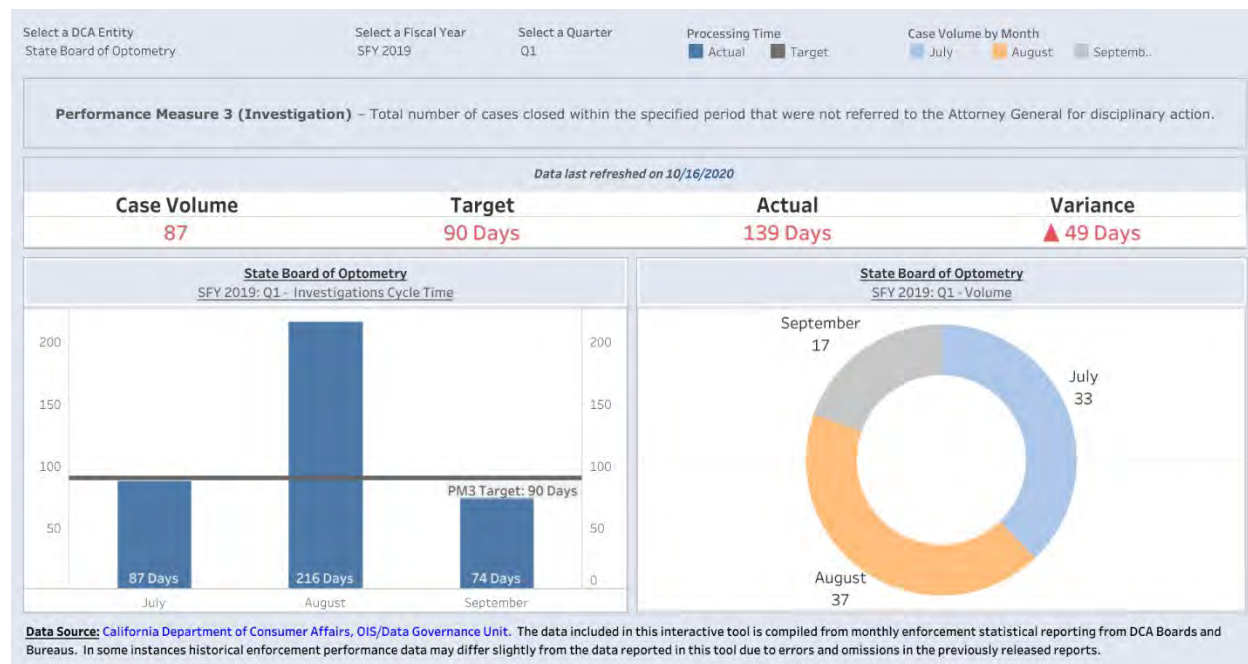 Select a DCA Entity
State Board of Optometry
Select a Fiscal Year
SFY 2019
Select a Quarter
Q1
Processing Time
Actual
Target
Case Volume by Month
July
August
Septemb..
Performance Measure 3 (Investigation) – Total number of cases closed within the specified period that were not referred to the Attorney General for disciplinary action.
Data last refreshed on 10/16/2020
Case Volume
Target
Actual
Variance
87
90 Days
139 Days
▲ 49 Days
State Board of Optometry
SFY 2019: Q1 - Investigations Cycle Time
200
150
100
50
200
150
100
50
0
PM3 Target: 90 Days
87 Days
216 Days
74 Days
July
August
September
State Board of Optometry
SFY 2019: Q1 - Volume
September
17
July
33
August
37
Data Source: California Department of Consumer Affairs, OIS/Data Governance Unit. The data included in this interactive tool is compiled from monthly enforcement statistical reporting from DCA Boards and
Bureaus. In some instances historical enforcement performance data may differ slightly from the data reported in this tool due to errors and omissions in the previously released reports.